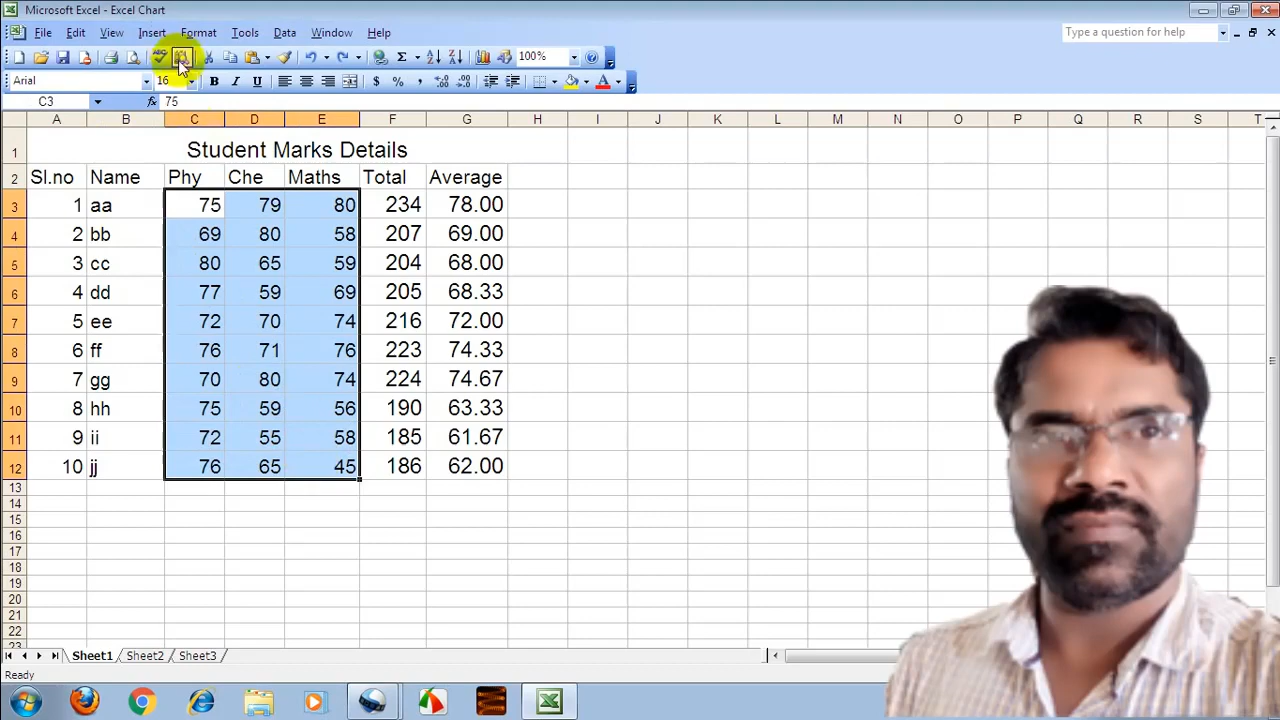 Microsoft Excel - Excel Chart
File Edit View Insert Format Tools Data Window Help
Type a question for help
100%
Arial 16 B I U
C3 fx 75
A B C D E F G H I J K L M N O P Q R S T
1 Student Marks Details
2 Sl.no Name Phy Che Maths Total Average
3 1 aa 75 79 80 234 78.00
4 2 bb 69 80 58 207 69.00
5 3 cc 80 65 59 204 68.00
6 4 dd 77 59 69 205 68.33
7 5 ee 72 70 74 216 72.00
8 6 ff 76 71 76 223 74.33
9 7 gg 70 80 74 224 74.67
10 8 hh 75 59 56 190 63.33
11 9 ii 72 55 58 185 61.67
12 10 jj 76 65 45 186 62.00
13
14
15
16
17
18
19
20
21
22
23
Sheet1 Sheet2 Sheet3
Ready